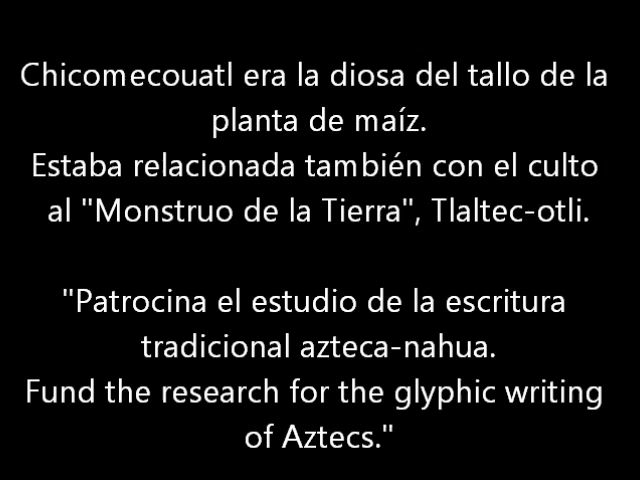 Chicomecouatl era la diosa del tallo de la
planta de maíz.
Estaba relacionada también con el culto
al "Monstruo de la Tierra", Tlaltec-otli.
"Patrocina el estudio de la escritura
tradicional azteca-nahua.
Fund the research for the glyphic writing
of Aztecs."